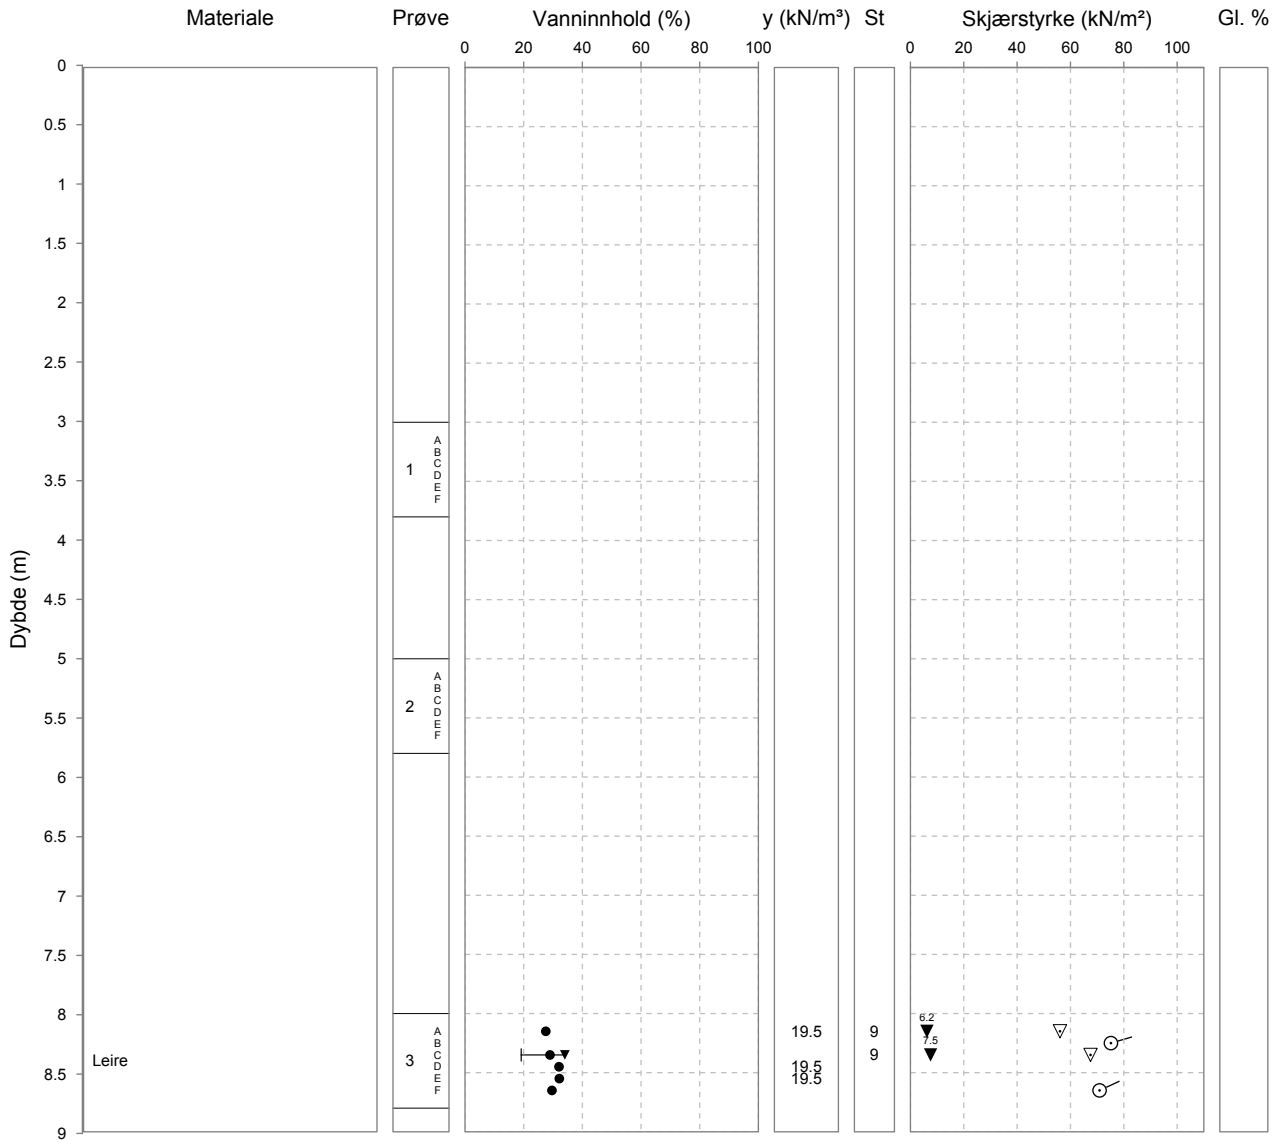 Materiale Prøve Vanninnhold (%) y (kN/m³) St Skjærstyrke (kN/m²) Gl. %
0 20 40 60 80 100 0 20 40 60 80 100
Dybde (m)
0
0.5
1
1.5
2
2.5
3
3.5
4
4.5
5
5.5
6
6.5
7
7.5
8
8.5
9
1
A
B
C
D
E
F
2
A
B
C
D
E
F
Leire
3
A
B
C
D
E
F
19.5
19.5
19.5
9
9
6.2
7.5